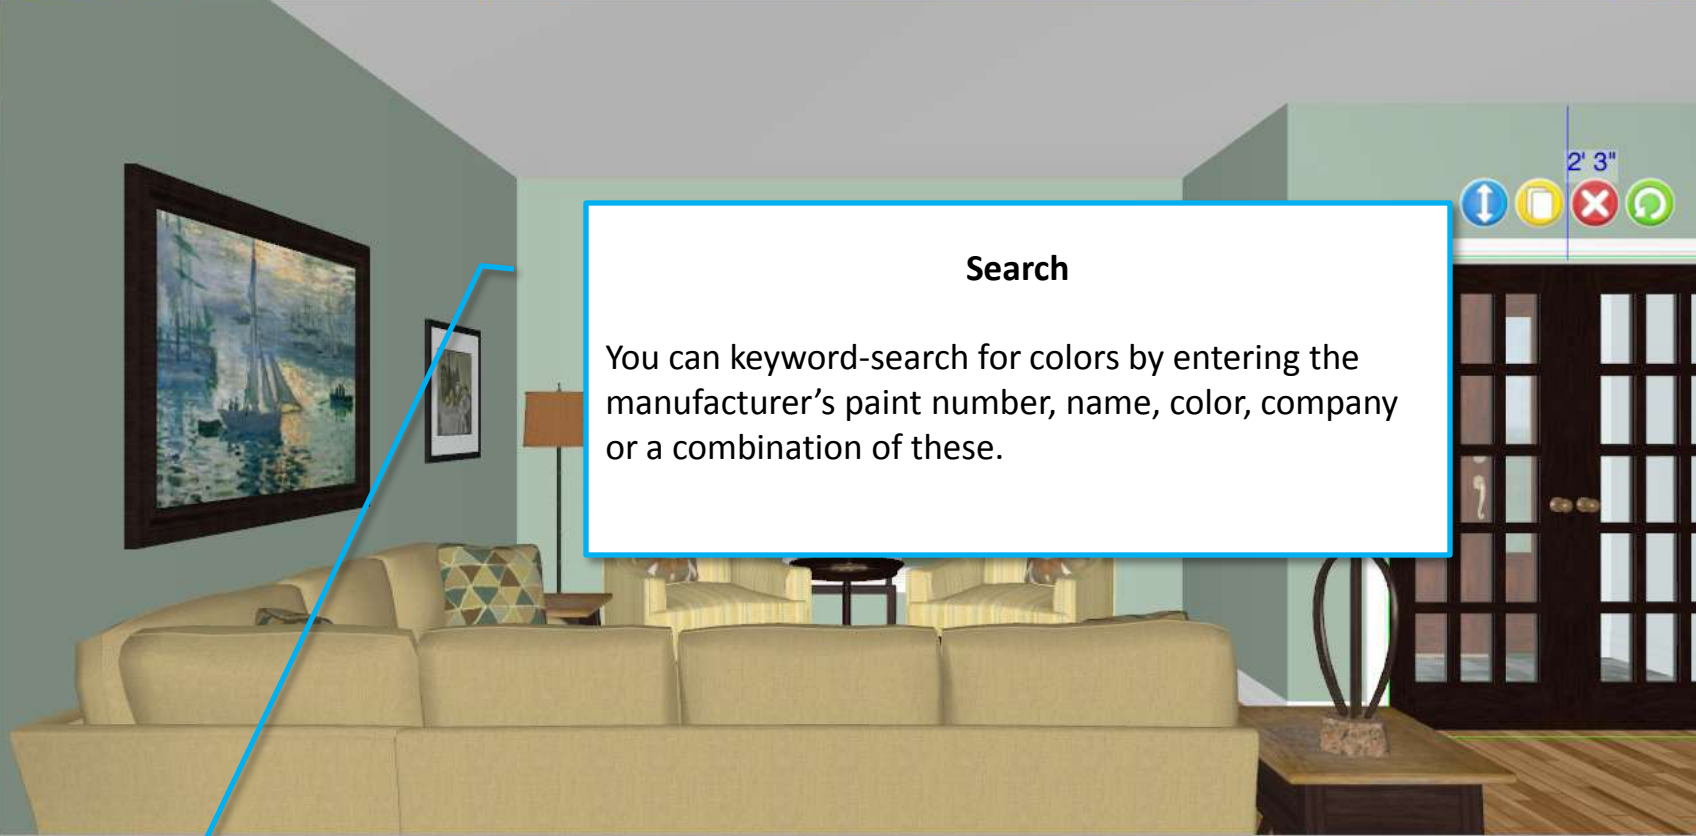 2' 3"
Search
You can keyword-search for colors by entering the
manufacturer’s paint number, name, color, company
or a combination of these.